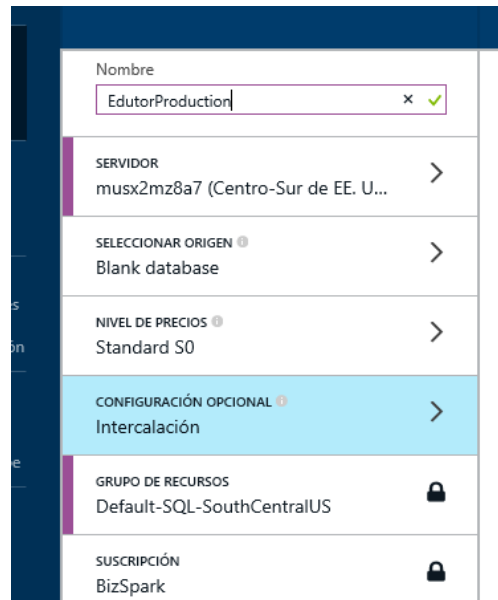 Nombre
EdutorProduction
SERVIDOR
musx2mz8a7 (Centro-Sur de EE. U...
SELECCIONAR ORIGEN
Blank database
NIVEL DE PRECIOS
Standard S0
CONFIGURACIÓN OPCIONAL
Intercalación
GRUPO DE RECURSOS
Default-SQL-SouthCentralUS
SUSCRIPCIÓN
BizSpark